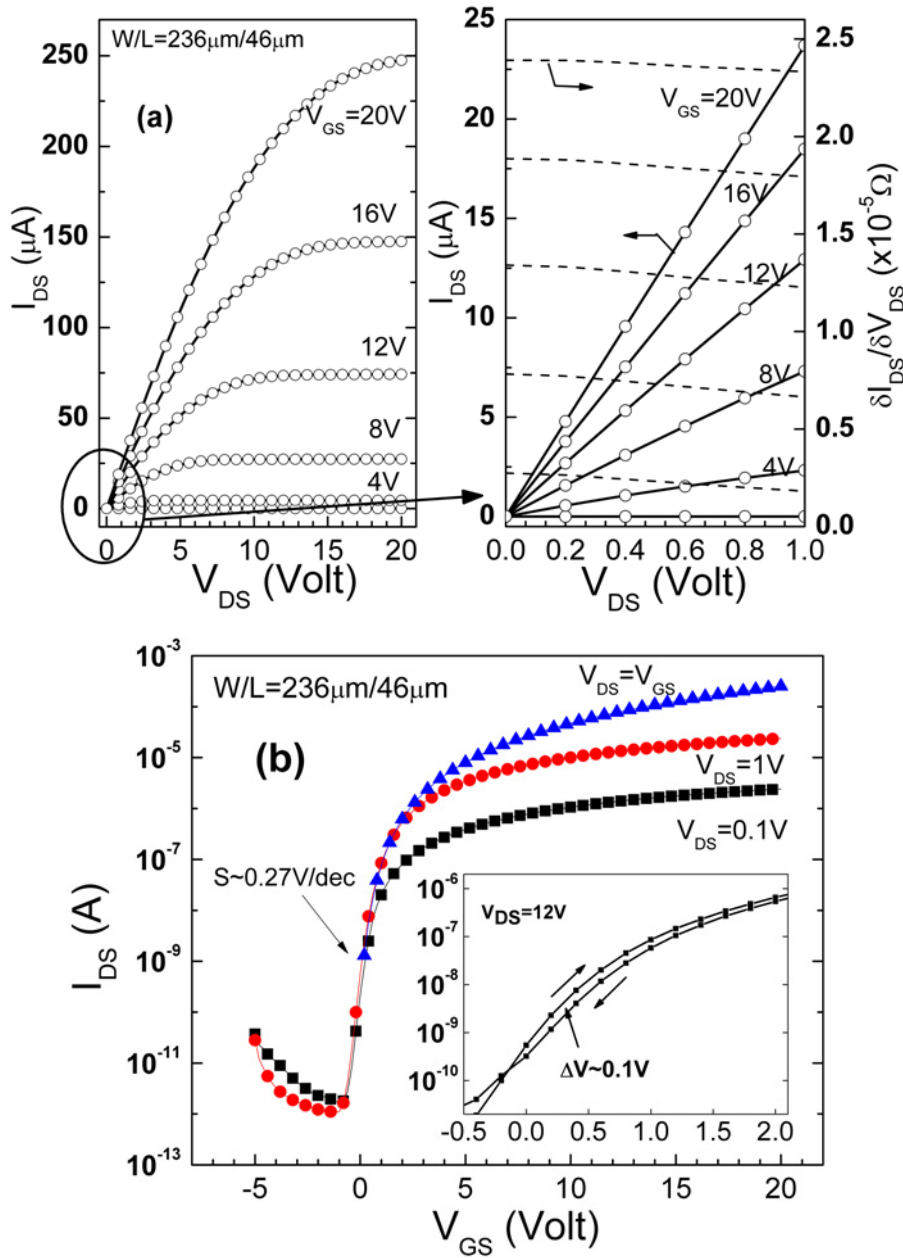 W/L=236μm/46μm
(a)
V_GS=20V
16V
12V
8V
4V
250
200
150
100
50
0
I_DS (μA)
0 5 10 15 20
V_DS (Volt)
V_GS=20V
16V
12V
8V
4V
25
20
15
10
5
0
I_DS (μA)
0.0 0.2 0.4 0.6 0.8 1.0
V_DS (Volt)
2.5
2.0
1.5
1.0
0.5
0.0
δI_DS/δV_DS (x10^-5Ω)
W/L=236μm/46μm
(b)
V_DS=V_GS
V_DS=1V
V_DS=0.1V
S~0.27V/dec
10^-3
10^-5
10^-7
10^-9
10^-11
10^-13
I_DS (A)
-5 0 5 10 15 20
V_GS (Volt)
V_DS=12V
ΔV~0.1V
10^-6
10^-7
10^-8
10^-9
10^-10
-0.5 0.0 0.5 1.0 1.5 2.0